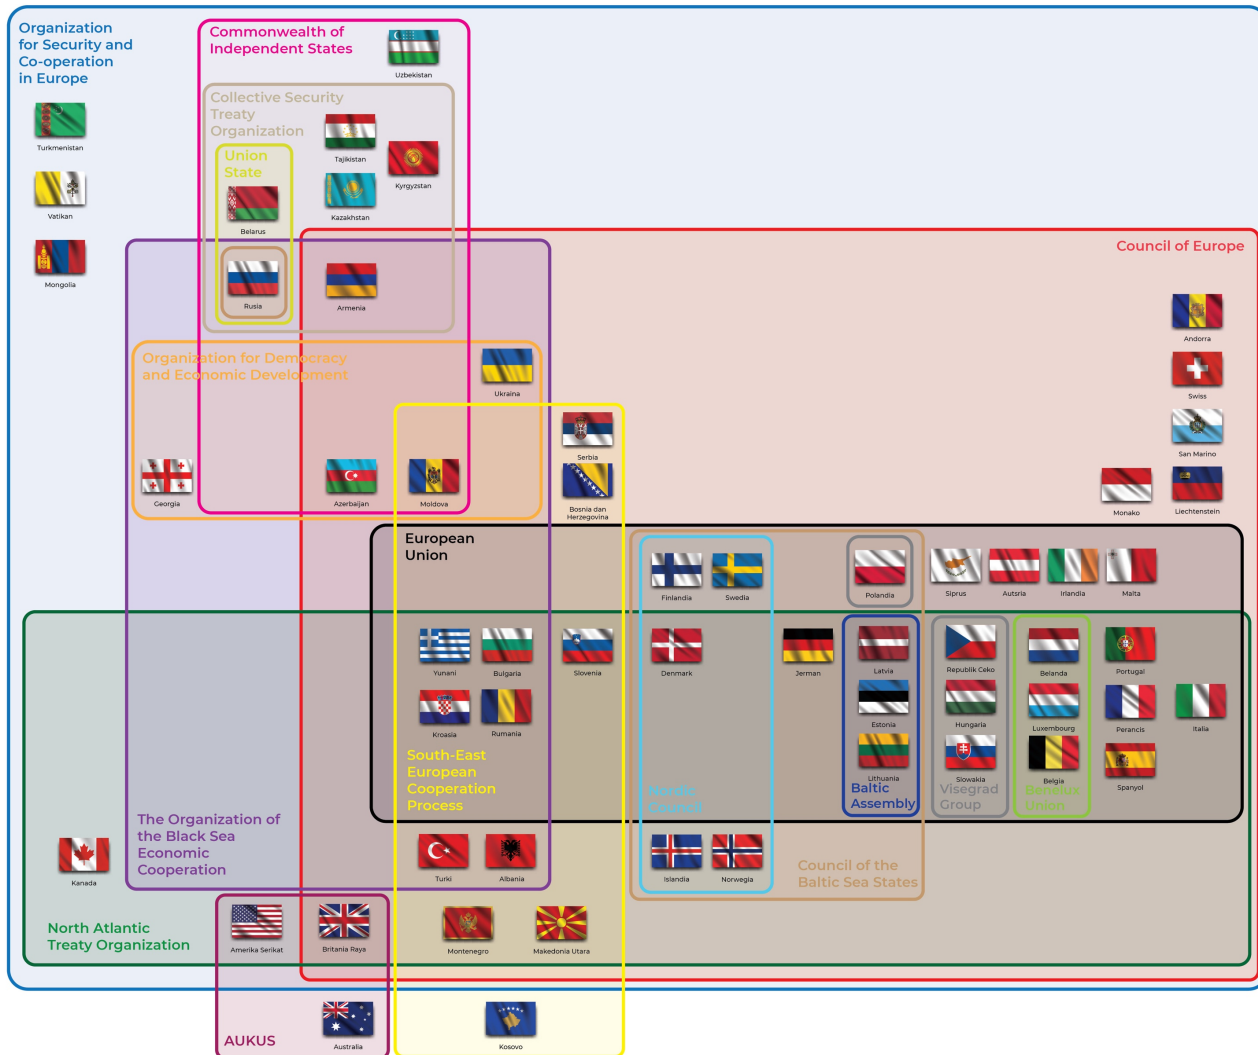 Organization
for Security and
Co-operation
in Europe
Commonwealth of
Independent States
Uzbekistan
Collective Security
Treaty
Organization
Turkmenistan
Tajikistan
Union
State
Kyrgyzstan
Vatikan
Kazakhstan
Belarus
Council of Europe
Mongolia
Rusia
Armenia
Andorra
Organization for Democracy
and Economic Development
Ukraina
Swiss
Serbia
San Marino
Georgia
Azerbaijan
Moldova
Bosnia dan
Herzegovina
Monako
Liechtenstein
European
Union
Finlandia
Swedia
Polandia
Siprus
Autsria
Irlandia
Malta
Yunani
Bulgaria
Slovenia
Denmark
Jerman
Latvia
Republik Ceko
Belanda
Portugal
Kroasia
Rumania
Estonia
Hungaria
Luxembourg
Perancis
Italia
South-East
European
Cooperation
Process
Lithuania
Slowakia
Belgia
Spanyol
Nordic
Council
Baltic
Assembly
Visegrad
Group
Benelux
Union
The Organization of
the Black Sea
Economic
Cooperation
Kanada
Turki
Albania
Islandia
Norwegia
Council of the
Baltic Sea States
North Atlantic
Treaty Organization
Amerika Serikat
Britania Raya
Montenegro
Makedonia Utara
AUKUS
Australia
Kosovo